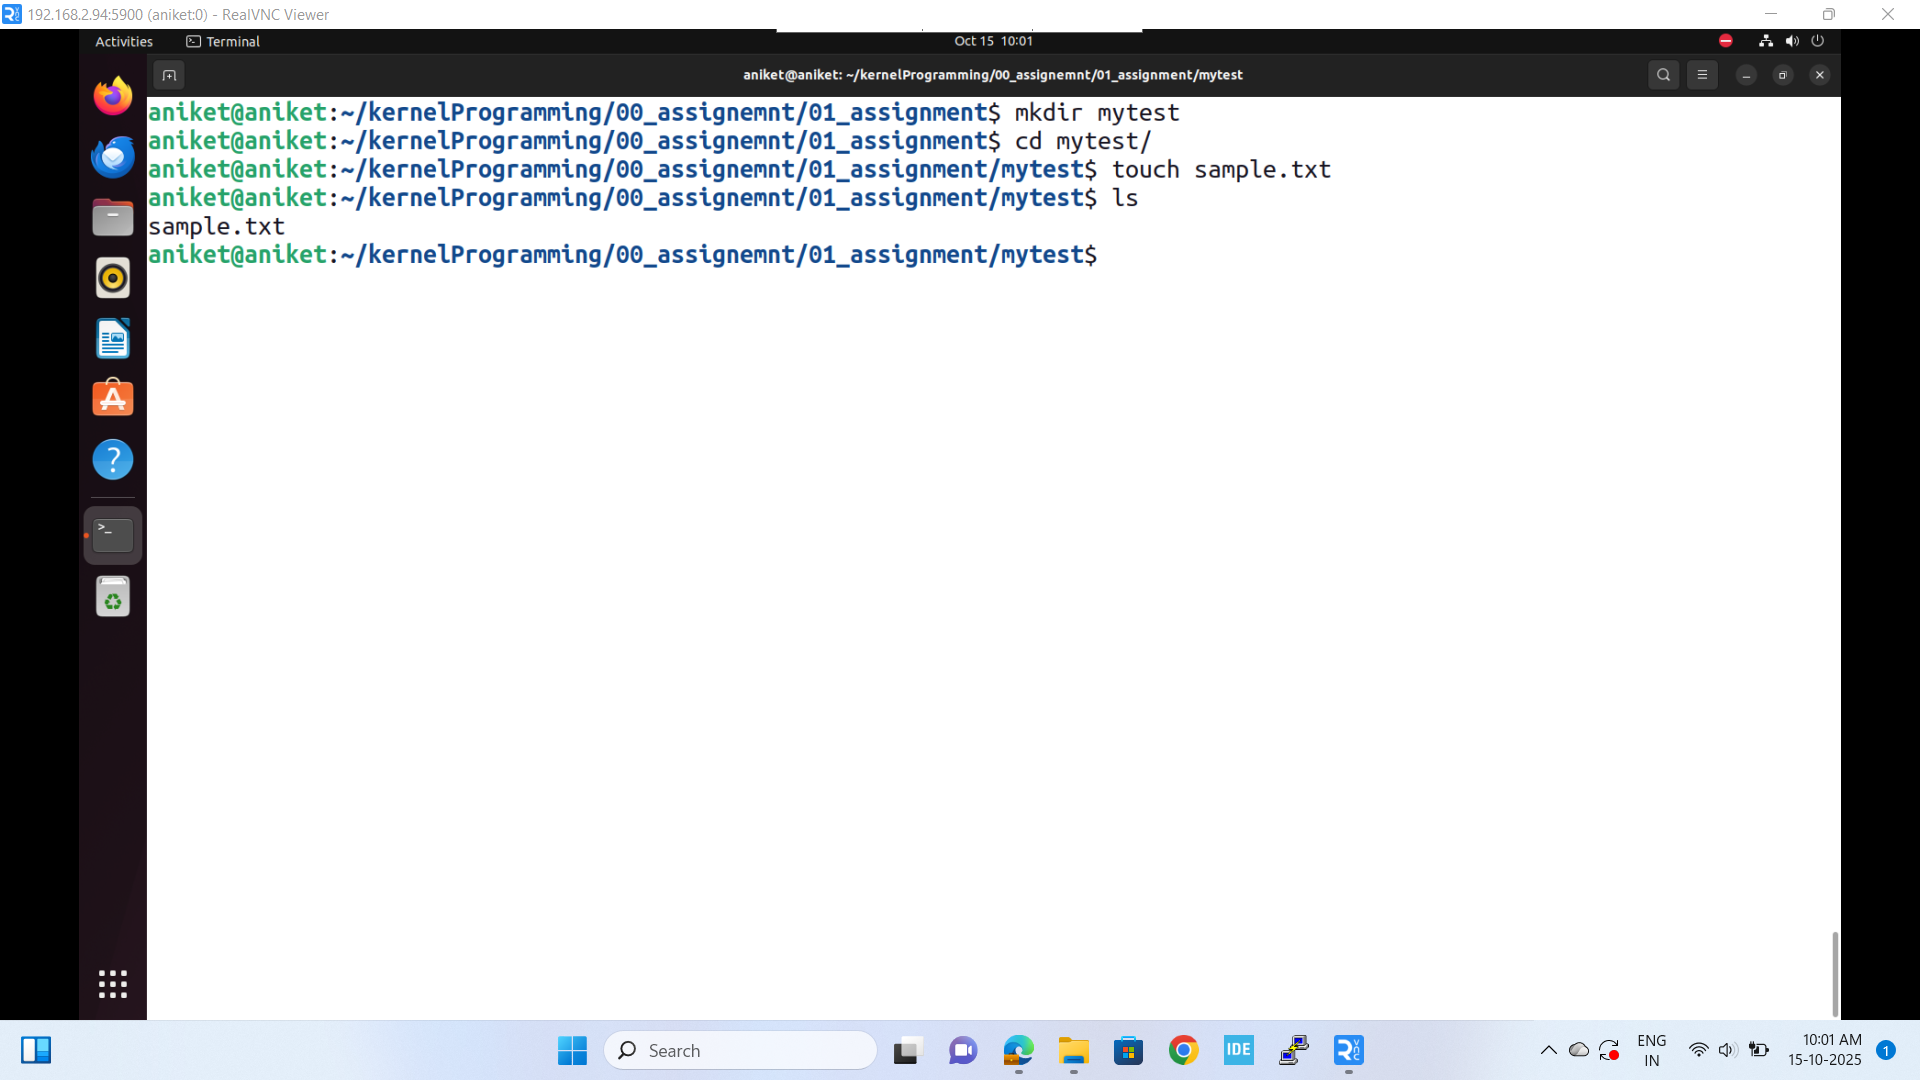 192.168.2.94:5900 (aniket:0) - RealVNC Viewer
Activities
Terminal
Oct 15 10:01
aniket@aniket: ~/kernelProgramming/00_assignemnt/01_assignment/mytest
aniket@aniket:~/kernelProgramming/00_assignemnt/01_assignment$ mkdir mytest
aniket@aniket:~/kernelProgramming/00_assignemnt/01_assignment$ cd mytest/
aniket@aniket:~/kernelProgramming/00_assignemnt/01_assignment/mytest$ touch sample.txt
aniket@aniket:~/kernelProgramming/00_assignemnt/01_assignment/mytest$ ls
sample.txt
aniket@aniket:~/kernelProgramming/00_assignemnt/01_assignment/mytest$
Search
IDE
ENG
IN
10:01 AM
15-10-2025
1